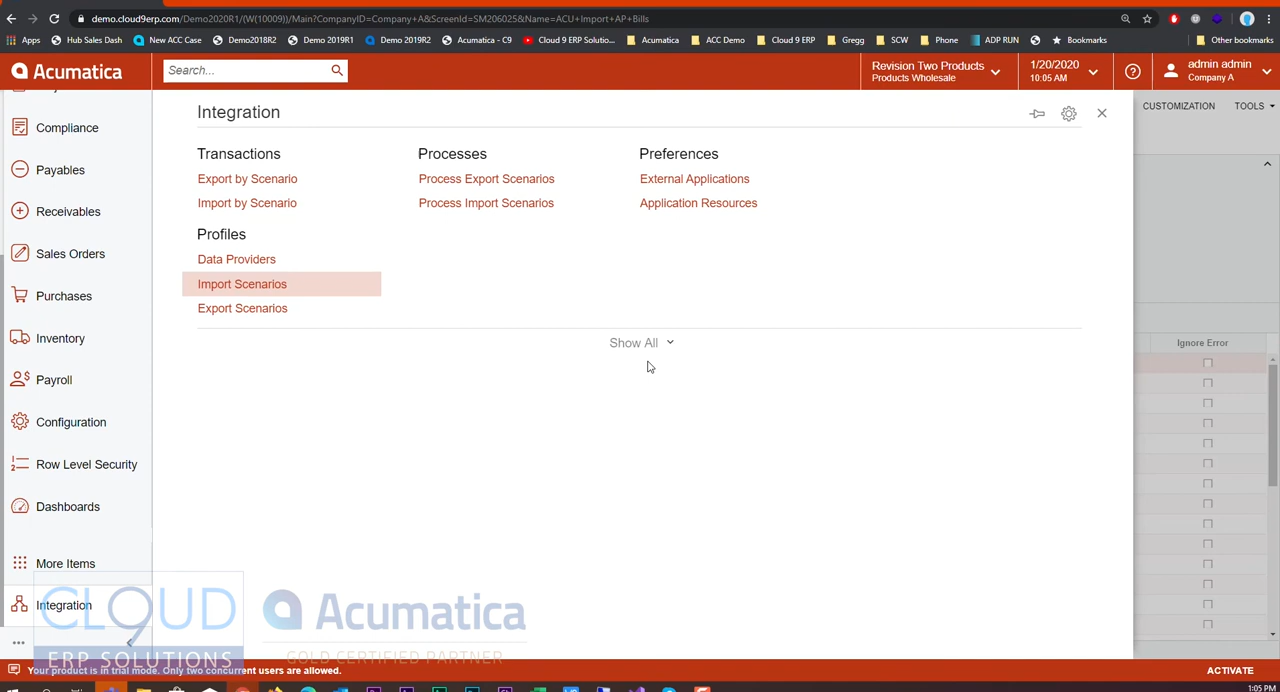 demo.cloud9erp.com/Demo2020R1/(W(10009))/Main?CompanyID=Company+A&ScreenId=SM206025&Name=ACU+Import+AP+Bills
Apps Hub Sales Dash New ACC Case Demo2018R2 Demo 2019R1 Demo 2019R2 Acumatica - C9 Cloud 9 ERP Solutio... Acumatica ACC Demo Cloud 9 ERP Gregg SCW Phone ADP RUN Bookmarks Other bookmarks
Acumatica
Search...
Revision Two Products
Products Wholesale
1/20/2020
10:05 AM
admin admin
Company A
CUSTOMIZATION TOOLS
Compliance
Payables
Receivables
Sales Orders
Purchases
Inventory
Payroll
Configuration
Row Level Security
Dashboards
More Items
Integration
Integration
Transactions
Export by Scenario
Import by Scenario
Profiles
Data Providers
Import Scenarios
Export Scenarios
Processes
Process Export Scenarios
Process Import Scenarios
Preferences
External Applications
Application Resources
Show All
Ignore Error
CLOUD9
ERP SOLUTIONS
Acumatica
GOLD CERTIFIED PARTNER
Your product is in trial mode. Only two concurrent users are allowed.
ACTIVATE
1:05 PM